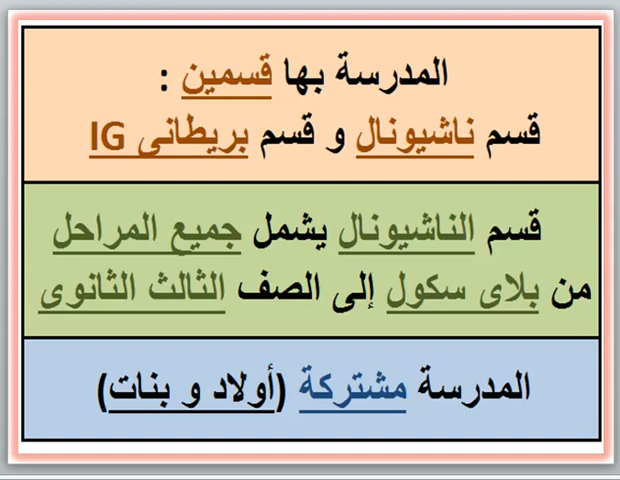 المدرسة بها قسمين :
قسم ناشيونال و قسم بريطانى IG
قسم الناشيونال يشمل جميع المراحل
من بلاى سكول إلى الصف الثالث الثانوى
المدرسة مشتركة (أولاد و بنات)